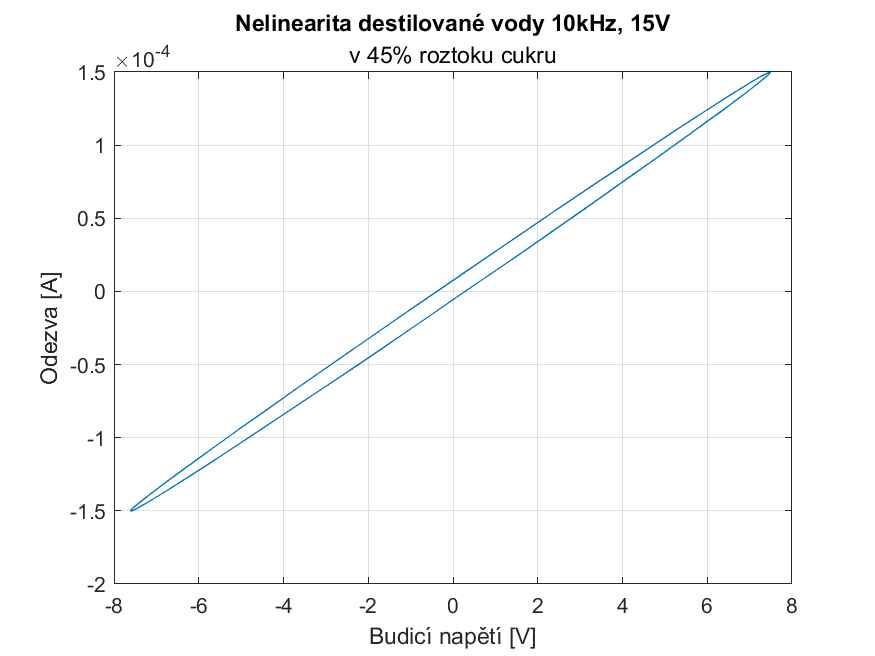 Nelinearita destilované vody 10kHz, 15V
v 45% roztoku cukru
×10-4
1.5
1
0.5
0
-0.5
-1
-1.5
-2
-8 -6 -4 -2 0 2 4 6 8
Budicí napětí [V]
Odezva [A]